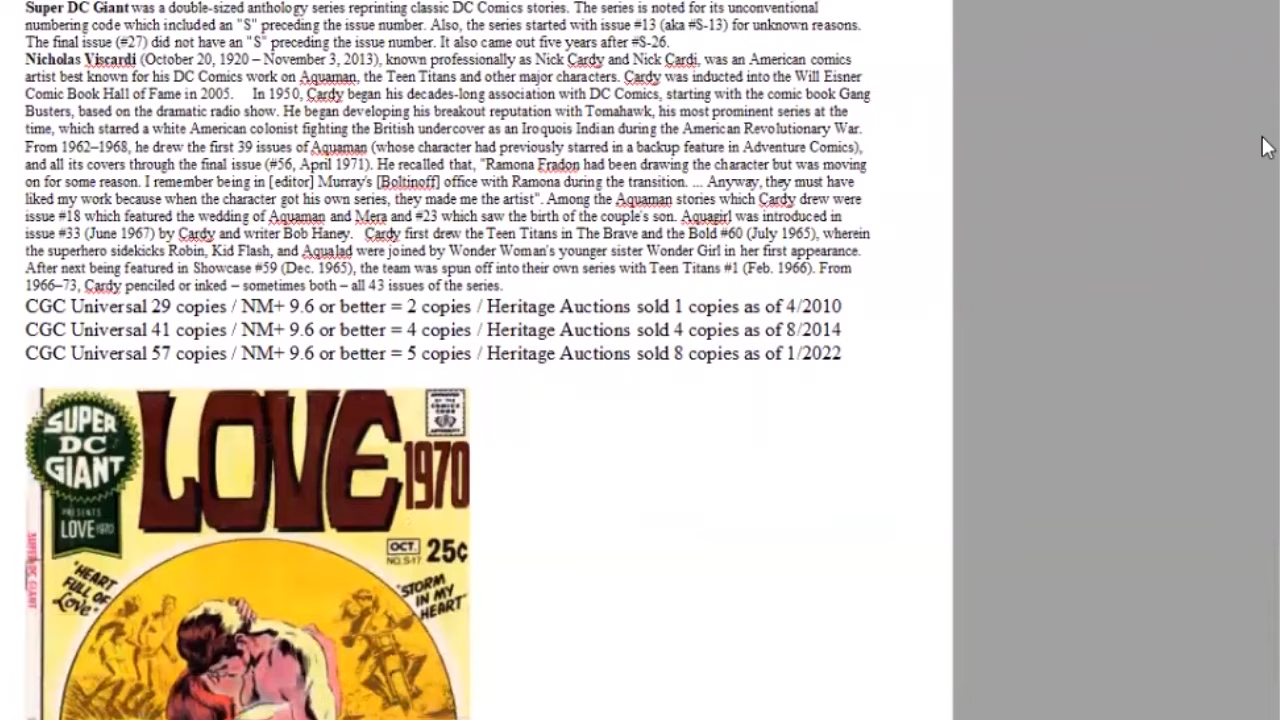 Super DC Giant was a double-sized anthology series reprinting classic DC Comics stories. The series is noted for its unconventional
numbering code which included an "S" preceding the issue number. Also, the series started with issue #13 (aka #S-13) for unknown reasons.
The final issue (#27) did not have an "S" preceding the issue number. It also came out five years after #S-26.
Nicholas Viscardi (October 20, 1920 – November 3, 2013), known professionally as Nick Cardy and Nick Cardi, was an American comics
artist best known for his DC Comics work on Aquaman, the Teen Titans and other major characters. Cardy was inducted into the Will Eisner
Comic Book Hall of Fame in 2005. In 1950, Cardy began his decades-long association with DC Comics, starting with the comic book Gang
Busters, based on the dramatic radio show. He began developing his breakout reputation with Tomahawk, his most prominent series at the
time, which starred a white American colonist fighting the British undercover as an Iroquois Indian during the American Revolutionary War.
From 1962–1968, he drew the first 39 issues of Aquaman (whose character had previously starred in a backup feature in Adventure Comics),
and all its covers through the final issue (#56, April 1971). He recalled that, "Ramona Fradon had been drawing the character but was moving
on for some reason. I remember being in [editor] Murray's [Boltinoff] office with Ramona during the transition. ... Anyway, they must have
liked my work because when the character got his own series, they made me the artist". Among the Aquaman stories which Cardy drew were
issue #18 which featured the wedding of Aquaman and Mera and #23 which saw the birth of the couple's son. Aquagirl was introduced in
issue #33 (June 1967) by Cardy and writer Bob Haney. Cardy first drew the Teen Titans in The Brave and the Bold #60 (July 1965), wherein
the superhero sidekicks Robin, Kid Flash, and Aqualad were joined by Wonder Woman's younger sister Wonder Girl in her first appearance.
After next being featured in Showcase #59 (Dec. 1965), the team was spun off into their own series with Teen Titans #1 (Feb. 1966). From
1966–73, Cardy penciled or inked – sometimes both – all 43 issues of the series.
CGC Universal 29 copies / NM+ 9.6 or better = 2 copies / Heritage Auctions sold 1 copies as of 4/2010
CGC Universal 41 copies / NM+ 9.6 or better = 4 copies / Heritage Auctions sold 4 copies as of 8/2014
CGC Universal 57 copies / NM+ 9.6 or better = 5 copies / Heritage Auctions sold 8 copies as of 1/2022
SUPER
DC
GIANT
PRESENTS
LOVE 1970
LOVE
1970
APPROVED
BY THE
COMICS
CODE
AUTHORITY
OCT.
NO. S-17
25¢
SUPER DC GIANT
"HEART
FULL OF
LOVE"
"STORM
IN MY
HEART"